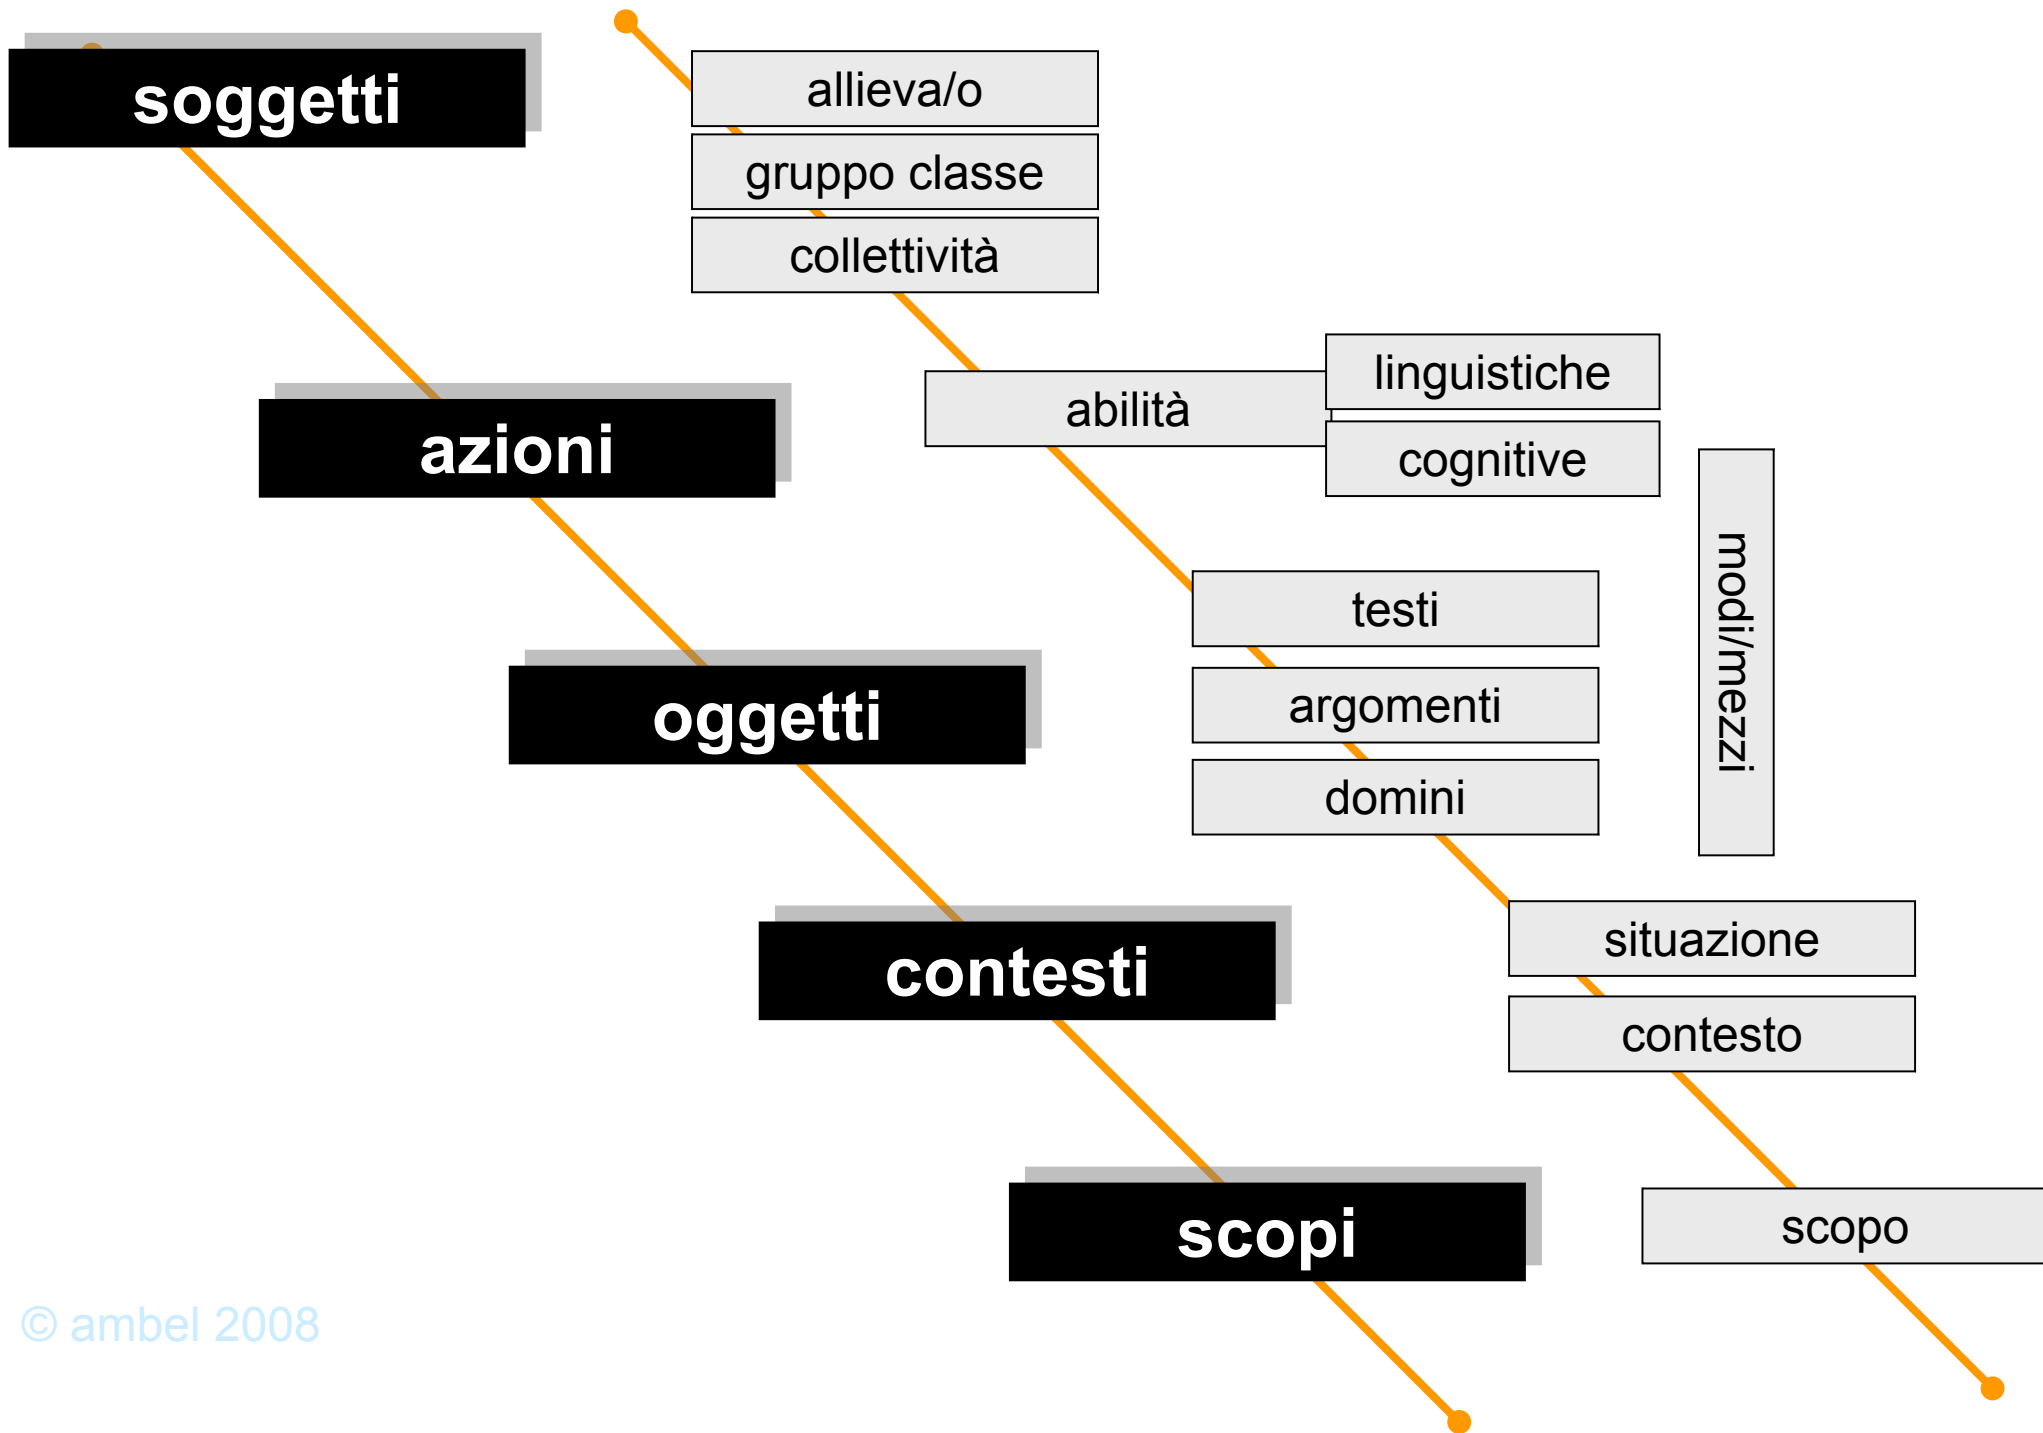 soggetti
allieva/o
gruppo classe
collettività
azioni
abilità
linguistiche
cognitive
modi/mezzi
oggetti
testi
argomenti
domini
contesti
situazione
contesto
scopi
scopo
© ambel 2008